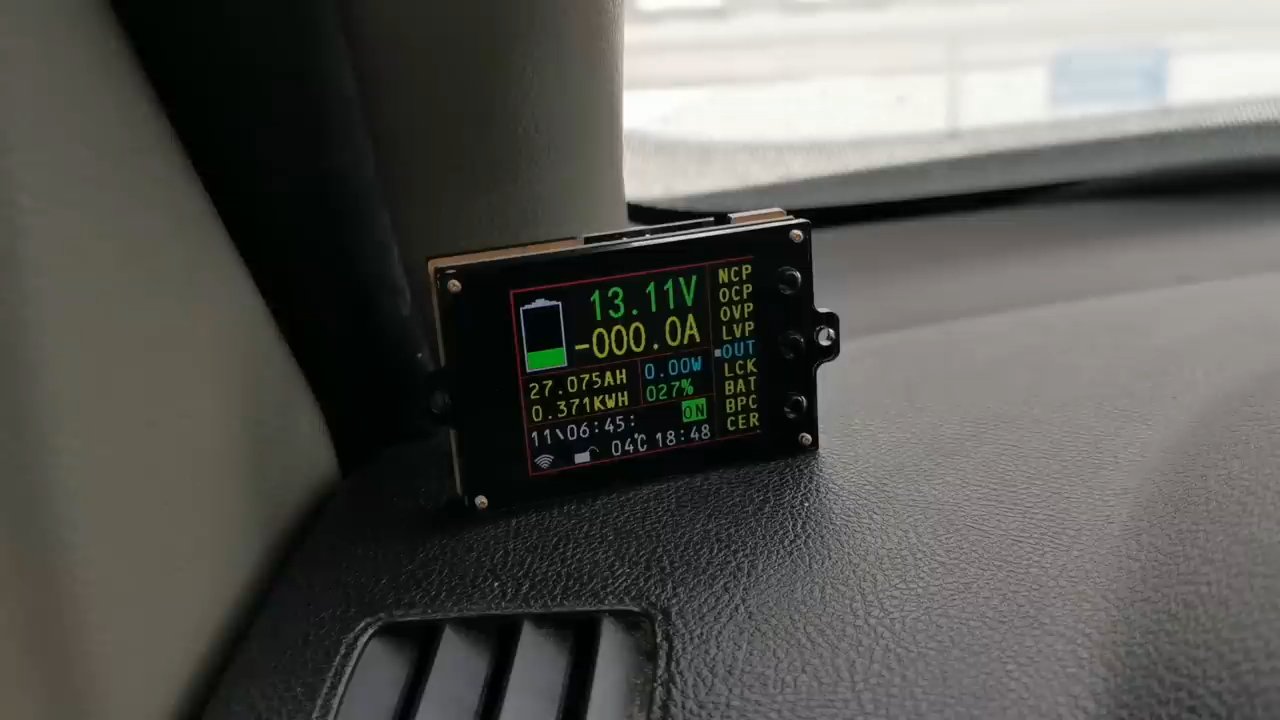 13.11V
-000.0A
27.075AH
0.371KWH
0.00W
027%
ON
11\06:45:
04℃ 18:48
NCP
OCP
OVP
LVP
OUT
LCK
BAT
BPC
CER